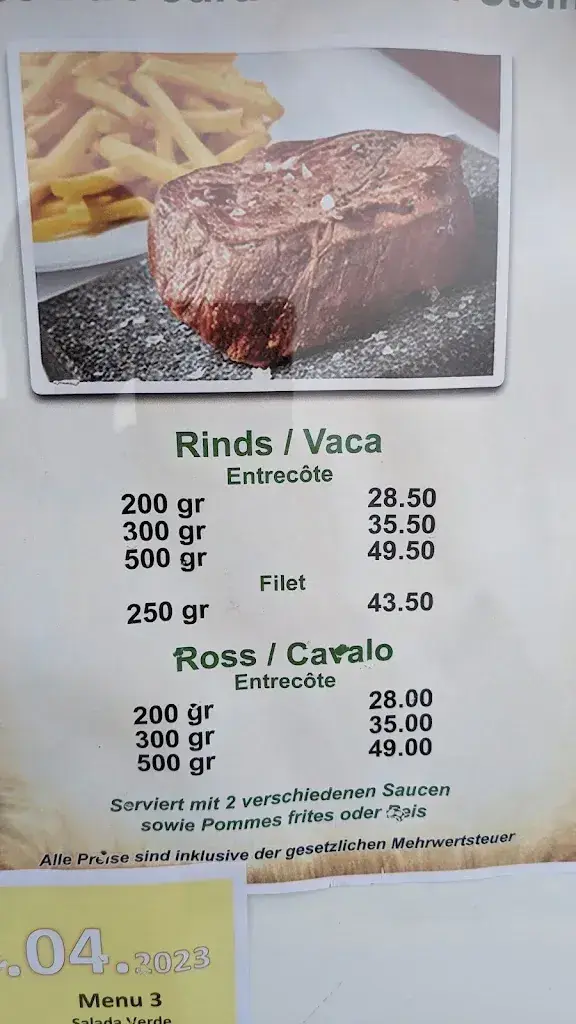 Rinds / Vaca
Entrecôte
200 gr 28.50
300 gr 35.50
500 gr 49.50
Filet
250 gr 43.50
Ross / Cavalo
Entrecôte
200 gr 28.00
300 gr 35.00
500 gr 49.00
Serviert mit 2 verschiedenen Saucen
sowie Pommes frites oder Reis
Alle Preise sind inklusive der gesetzlichen Mehrwertsteuer
.04.2023
Menu 3
Salada Verde